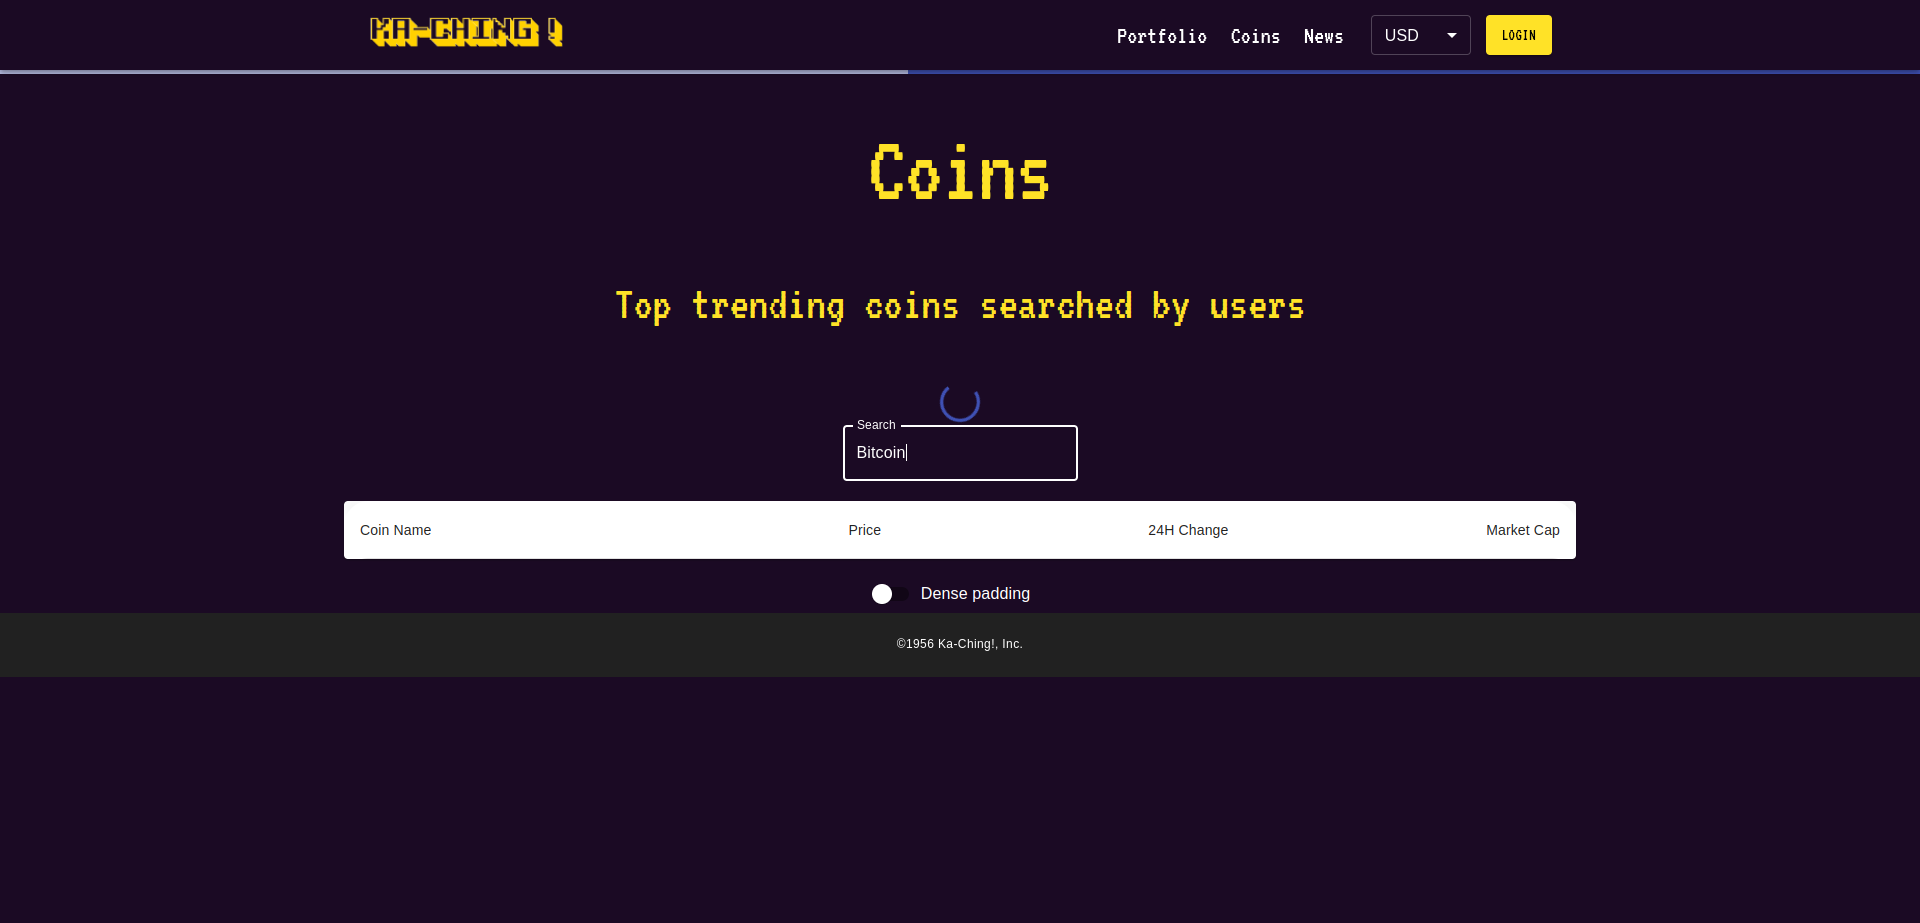 KA-CHING !
Portfolio Coins News USD LOGIN
Coins
Top trending coins searched by users
Search
Bitcoin
Coin Name Price 24H Change Market Cap
Dense padding
©1956 Ka-Ching!, Inc.